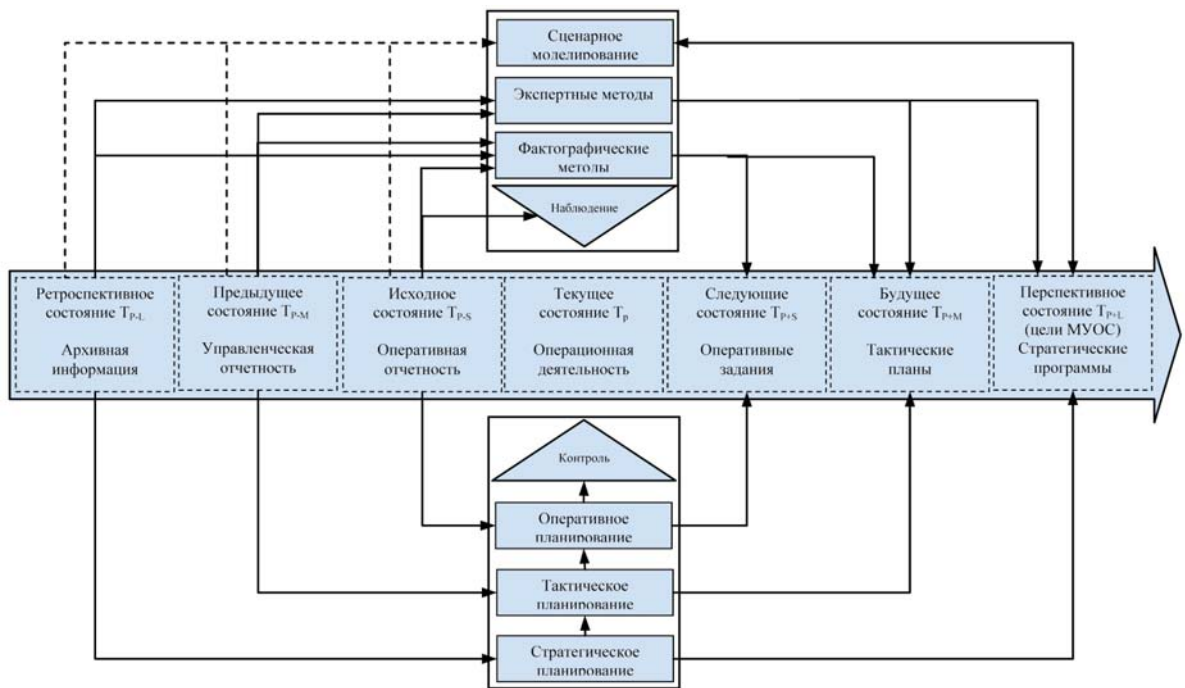 Сценарное
моделирование
Экспертные методы
Фактографические
методы
Наблюдение
Ретроспективное
состояние T_P-L
Архивная
информация
Предыдущее
состояние T_P-M
Управленческая
отчетность
Исходное
состояние T_P-S
Оперативная
отчетность
Текущее
состояние T_p
Операционная
деятельность
Следующие
состояние T_P+S
Оперативные
задания
Будущее
состояние T_P+M
Тактические
планы
Перспективное
состояние T_P+L
(цели МУОС)
Стратегические
программы
Контроль
Оперативное
планирование
Тактическое
планирование
Стратегическое
планирование